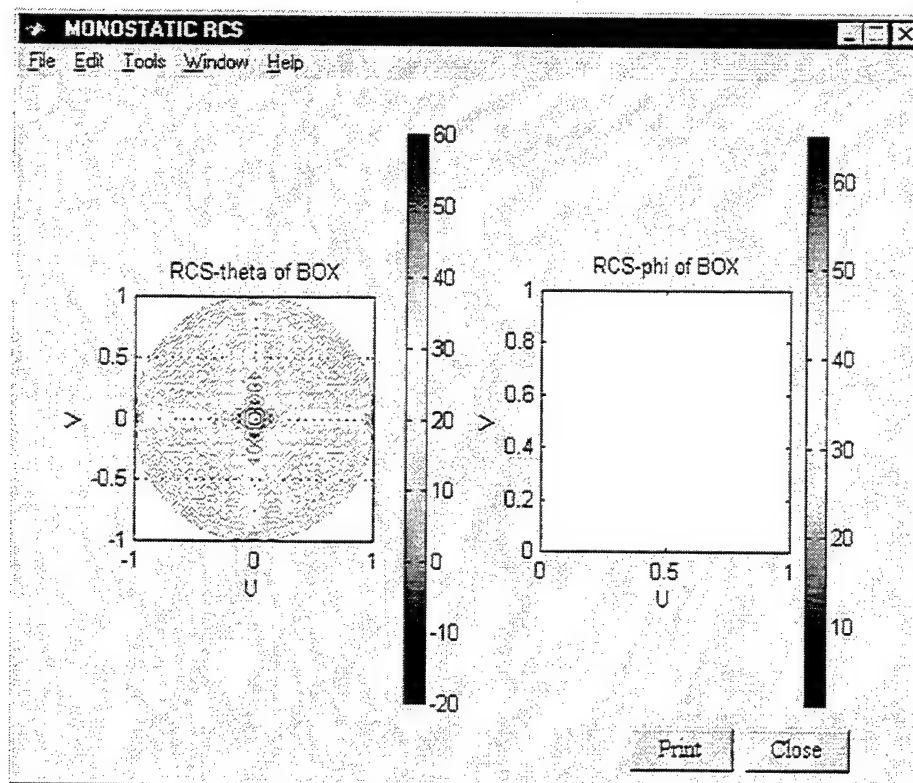 MONOSTATIC RCS
File Edit Tools Window Help
RCS-theta of BOX
1
0.5
0
-0.5
-1
V
-1 0 1
U
60
50
40
30
20
10
0
-10
-20
RCS-phi of BOX
1
0.8
0.6
0.4
0.2
0
V
0 0.5 1
U
60
50
40
30
20
10
Print Close